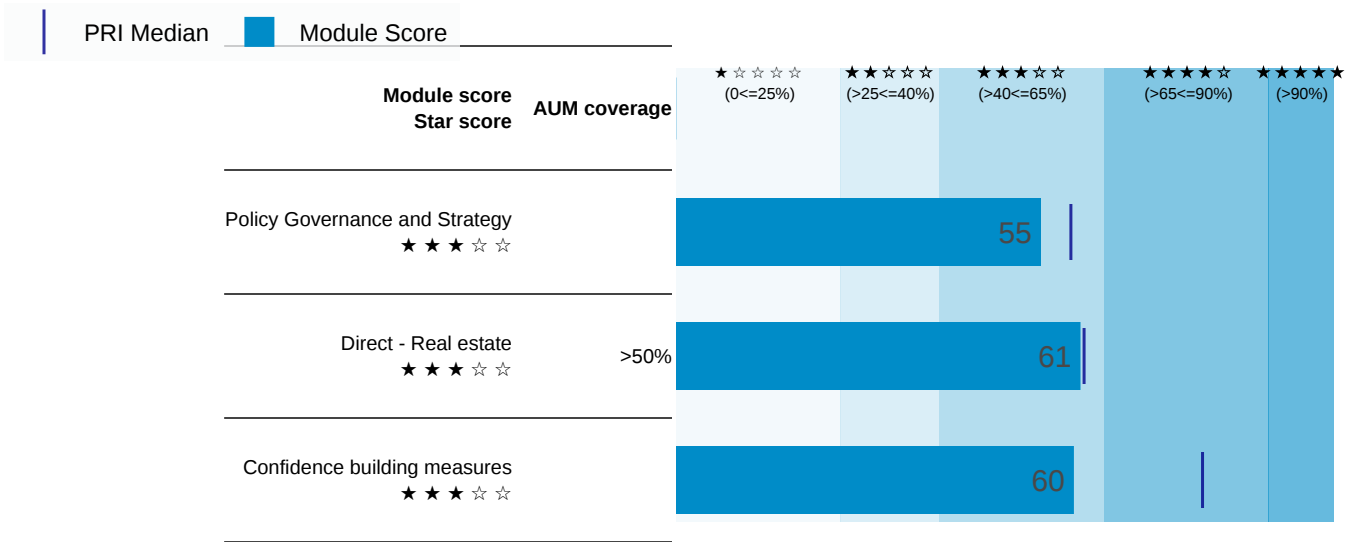 PRI Median Module Score
★☆☆☆☆ ★★☆☆☆ ★★★☆☆ ★★★★☆ ★★★★★
(0<=25%) (>25<=40%) (>40<=65%) (>65<=90%) (>90%)
Module score
Star score
AUM coverage
Policy Governance and Strategy
★★★☆☆
55
Direct - Real estate
★★★☆☆
>50%
61
Confidence building measures
★★★☆☆
60